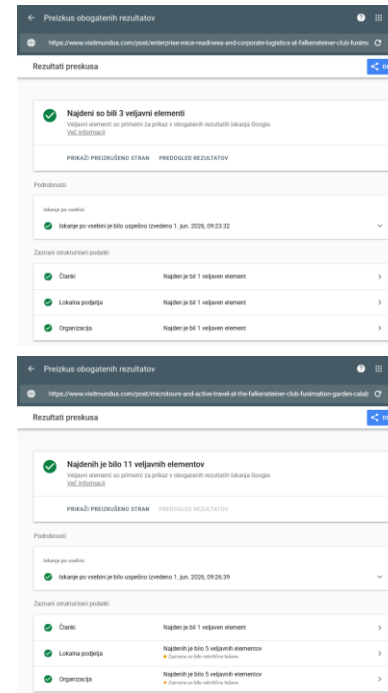 Preizkus obogatenih rezultatov
https://www.visitmundus.com/post/enterprise-mice-readiness-and-corporate-logistics-at-falkensteiner-club-funima
Rezultati preskusa
Najdeni so bili 3 veljavni elementi
Veljavni elementi so primerni za prikaz v obogatenih rezultatih Iskanja Google.
Več informacij
PRIKAŽI PREIZKUŠENO STRAN PREDOGLED REZULTATOV
Podrobnosti
Iskanje po vsebini
Iskanje po vsebini je bilo uspešno izvedeno 1. jun. 2026, 09:23:32
Zaznani strukturirani podatki
Članki Najden je bil 1 veljaven element
Lokalna podjetja Najden je bil 1 veljaven element
Organizacija Najden je bil 1 veljaven element
Preizkus obogatenih rezultatov
https://www.visitmundus.com/post/microtours-and-active-travel-at-the-falkensteiner-club-funimation-garden-calab
Rezultati preskusa
Najdenih je bilo 11 veljavnih elementov
Veljavni elementi so primerni za prikaz v obogatenih rezultatih Iskanja Google.
Več informacij
PRIKAŽI PREIZKUŠENO STRAN PREDOGLED REZULTATOV
Podrobnosti
Iskanje po vsebini
Iskanje po vsebini je bilo uspešno izvedeno 1. jun. 2026, 09:26:39
Zaznani strukturirani podatki
Članki Najden je bil 1 veljaven element
Lokalna podjetja Najdenih je bilo 5 veljavnih elementov
Zaznane so bile nekritične težave.
Organizacija Najdenih je bilo 5 veljavnih elementov
Zaznane so bile nekritične težave.